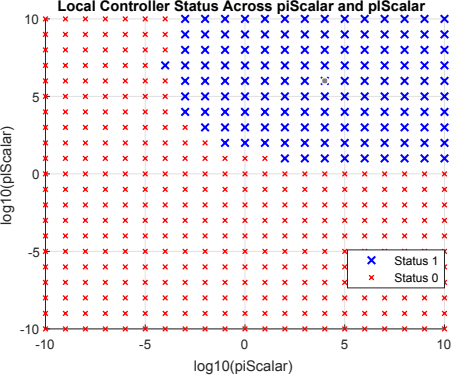 Local Controller Status Across piScalar and plScalar
10
5
0
-5
-10
log10(plScalar)
Status 1
Status 0
-10
-5
0
5
10
log10(piScalar)